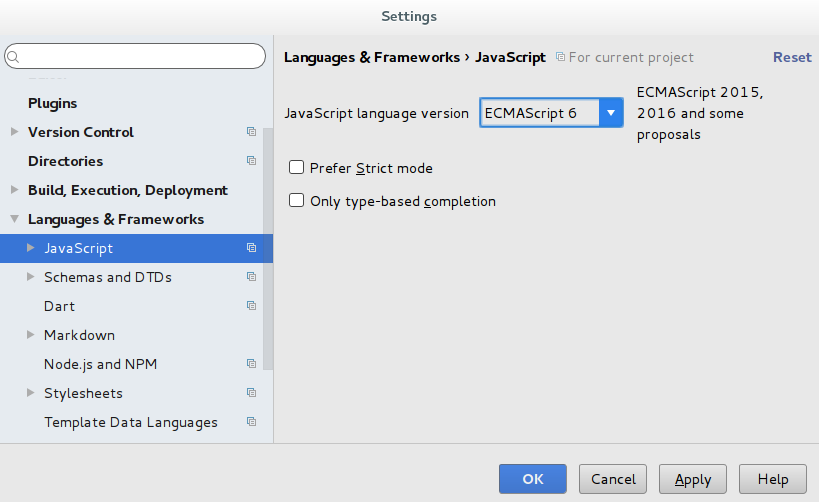 Settings
Plugins
Version Control
Directories
Build, Execution, Deployment
Languages & Frameworks
JavaScript
Schemas and DTDs
Dart
Markdown
Node.js and NPM
Stylesheets
Template Data Languages
Languages & Frameworks › JavaScript
For current project
Reset
JavaScript language version
ECMAScript 6
ECMAScript 2015,
2016 and some
proposals
Prefer Strict mode
Only type-based completion
OK
Cancel
Apply
Help